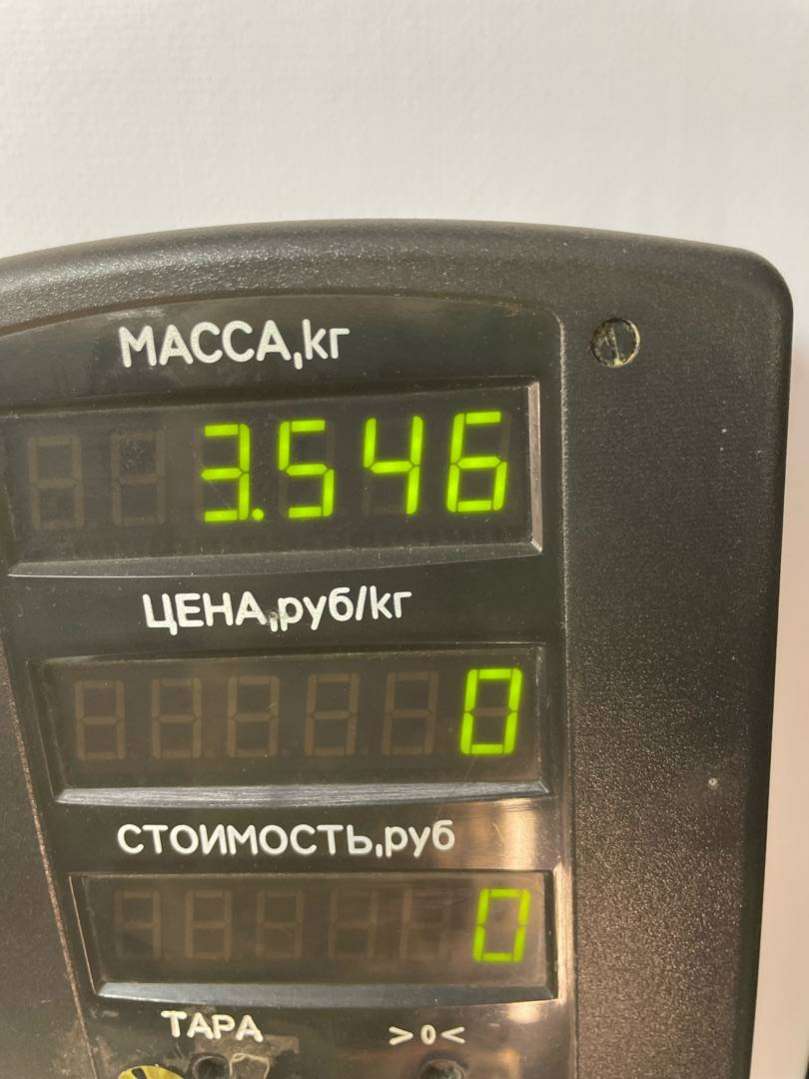 МАССА,кг
3.546
ЦЕНА,руб/кг
0
СТОИМОСТЬ,руб
0
ТАРА >0<